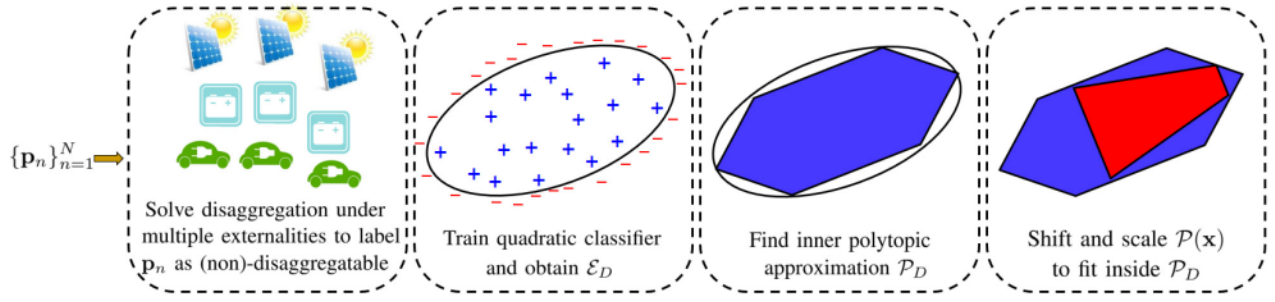 {p_n}_{n=1}^N
Solve disaggregation under
multiple externalities to label
p_n as (non)-disaggregatable
Train quadratic classifier
and obtain ℰ_D
Find inner polytopic
approximation 𝒫_D
Shift and scale 𝒫(x)
to fit inside 𝒫_D